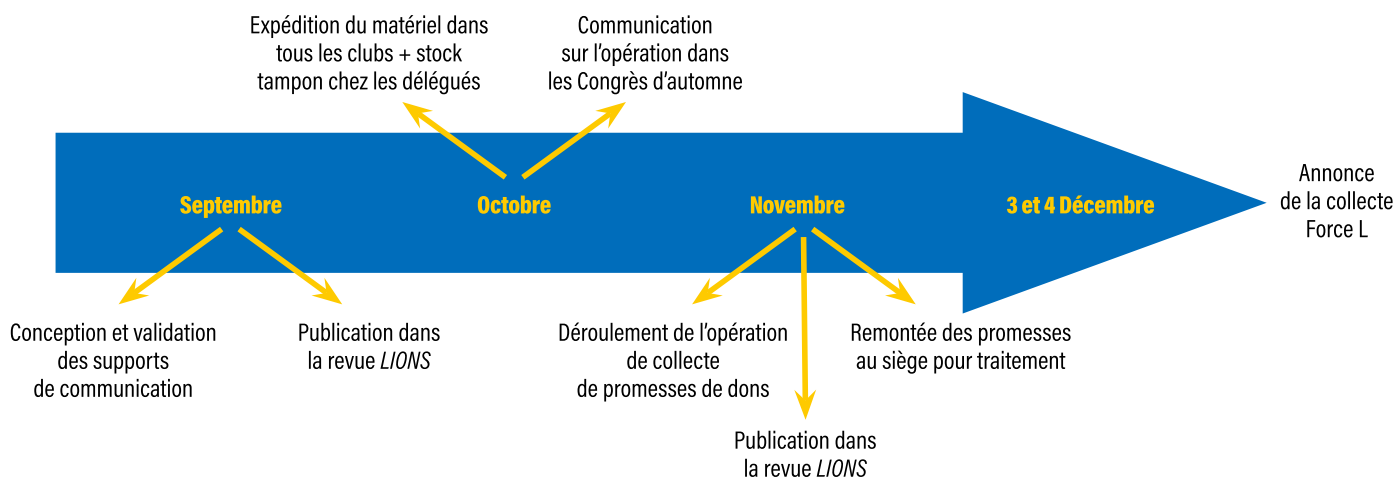 Expédition du matériel dans
tous les clubs + stock
tampon chez les délégués
Communication
sur l’opération dans
les Congrès d’automne
Septembre
Octobre
Novembre
3 et 4 Décembre
Annonce
de la collecte
Force L
Conception et validation
des supports
de communication
Publication dans
la revue LIONS
Déroulement de l’opération
de collecte
de promesses de dons
Remontée des promesses
au siège pour traitement
Publication dans
la revue LIONS